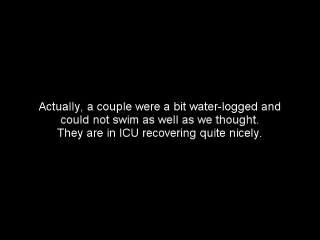 Actually, a couple were a bit water-logged and
could not swim as well as we thought.
They are in ICU recovering quite nicely.